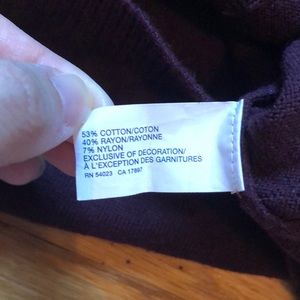 53% COTTON/COTON
40% RAYON/RAYONNE
7% NYLON
EXCLUSIVE OF DECORATION/
À L'EXCEPTION DES GARNITURES
RN 54023 CA 17897